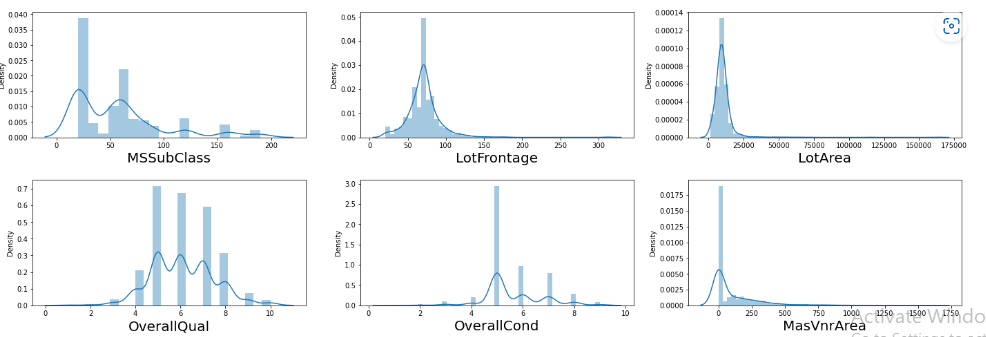 0.040
0.035
0.030
0.025
0.020
0.015
0.010
0.005
0.000
Density
0 50 100 150 200
MSSubClass
0.05
0.04
0.03
0.02
0.01
0.00
Density
0 50 100 150 200 250 300
LotFrontage
0.00014
0.00012
0.00010
0.00008
0.00006
0.00004
0.00002
0.00000
Density
0 25000 50000 75000 100000 125000 150000 175000
LotArea
0.7
0.6
0.5
0.4
0.3
0.2
0.1
0.0
Density
0 2 4 6 8 10
OverallQual
3.0
2.5
2.0
1.5
1.0
0.5
0.0
Density
0 2 4 6 8 10
OverallCond
0.0175
0.0150
0.0125
0.0100
0.0075
0.0050
0.0025
0.0000
Density
0 250 500 750 1000 1250 1500 1750
MasVnrArea
Activate Windo